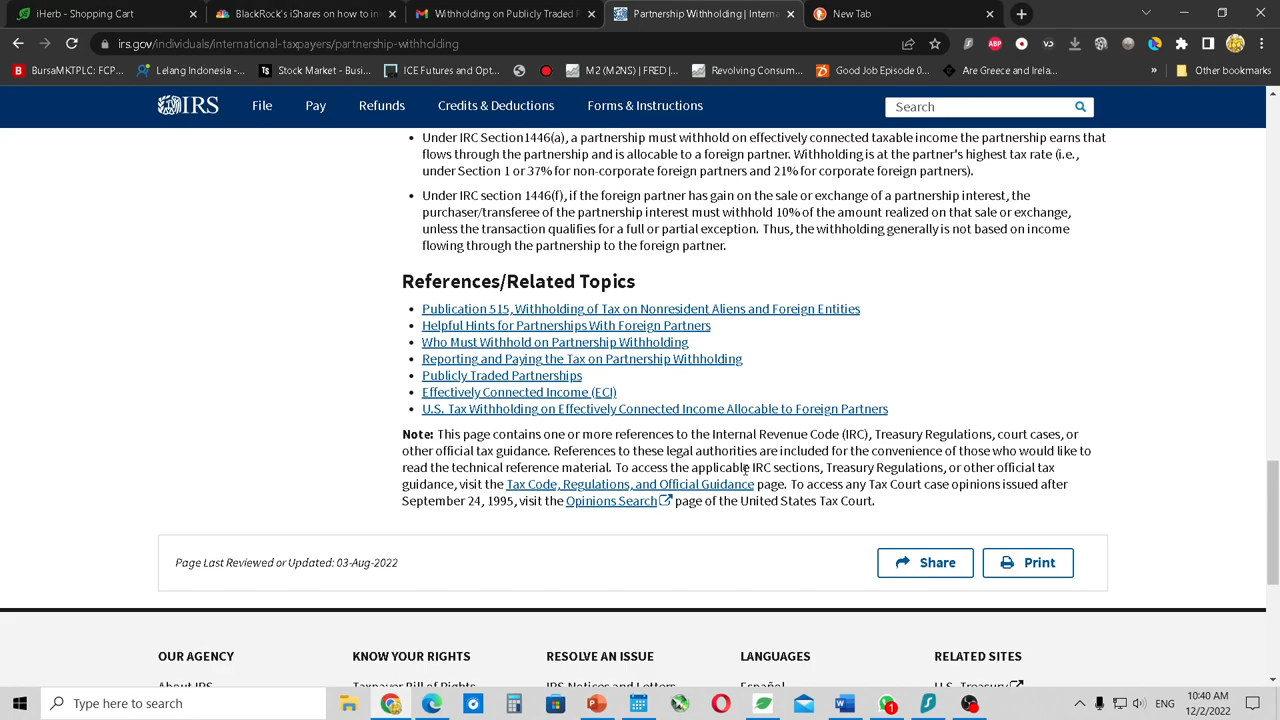 iHerb - Shopping Cart
BlackRock's iShares on how to in
Withholding on Publicly Traded P
Partnership Withholding | Interna
New Tab
irs.gov/individuals/international-taxpayers/partnership-withholding
BursaMKTPLC: FCP...
Lelang Indonesia -...
Stock Market - Busi...
ICE Futures and Opt...
M2 (M2NS) | FRED |...
Revolving Consum...
Good Job Episode 0...
Are Greece and Irela...
»
Other bookmarks
IRS
File
Pay
Refunds
Credits & Deductions
Forms & Instructions
Search
• Under IRC Section1446(a), a partnership must withhold on effectively connected taxable income the partnership earns that
flows through the partnership and is allocable to a foreign partner. Withholding is at the partner's highest tax rate (i.e.,
under Section 1 or 37% for non-corporate foreign partners and 21% for corporate foreign partners).
• Under IRC section 1446(f), if the foreign partner has gain on the sale or exchange of a partnership interest, the
purchaser/transferee of the partnership interest must withhold 10% of the amount realized on that sale or exchange,
unless the transaction qualifies for a full or partial exception. Thus, the withholding generally is not based on income
flowing through the partnership to the foreign partner.
References/Related Topics
• Publication 515, Withholding of Tax on Nonresident Aliens and Foreign Entities
• Helpful Hints for Partnerships With Foreign Partners
• Who Must Withhold on Partnership Withholding
• Reporting and Paying the Tax on Partnership Withholding
• Publicly Traded Partnerships
• Effectively Connected Income (ECI)
• U.S. Tax Withholding on Effectively Connected Income Allocable to Foreign Partners
Note: This page contains one or more references to the Internal Revenue Code (IRC), Treasury Regulations, court cases, or
other official tax guidance. References to these legal authorities are included for the convenience of those who would like to
read the technical reference material. To access the applicable IRC sections, Treasury Regulations, or other official tax
guidance, visit the Tax Code, Regulations, and Official Guidance page. To access any Tax Court case opinions issued after
September 24, 1995, visit the Opinions Search page of the United States Tax Court.
Page Last Reviewed or Updated: 03-Aug-2022
Share
Print
OUR AGENCY
KNOW YOUR RIGHTS
RESOLVE AN ISSUE
LANGUAGES
RELATED SITES
About IRS
Taxpayer Bill of Rights
IRS Notices and Letters
Español
U.S. Treasury
Type here to search
ENG
10:40 AM
12/2/2022